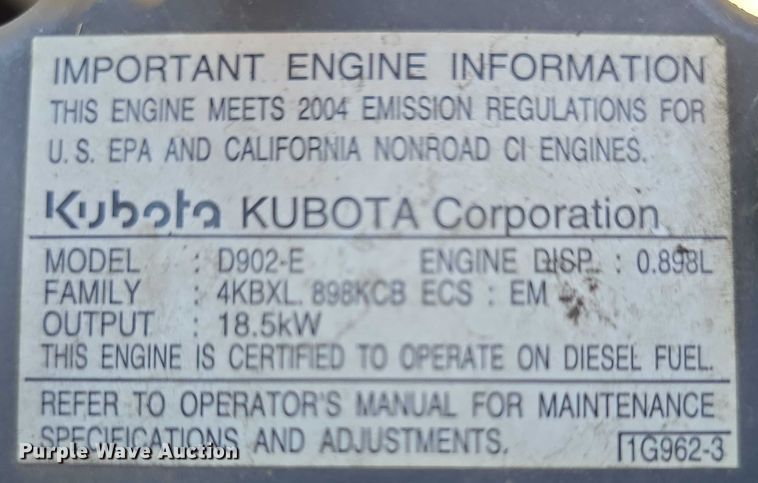 IMPORTANT ENGINE INFORMATION
THIS ENGINE MEETS 2004 EMISSION REGULATIONS FOR
U.S. EPA AND CALIFORNIA NONROAD CI ENGINES.
Kubota KUBOTA Corporation
MODEL : D902-E ENGINE DISP. : 0.898L
FAMILY : 4KBXL.898KCB ECS : EM
OUTPUT : 18.5kW
THIS ENGINE IS CERTIFIED TO OPERATE ON DIESEL FUEL.
REFER TO OPERATOR'S MANUAL FOR MAINTENANCE
SPECIFICATIONS AND ADJUSTMENTS. 1G962-3
Purple Wave Auction